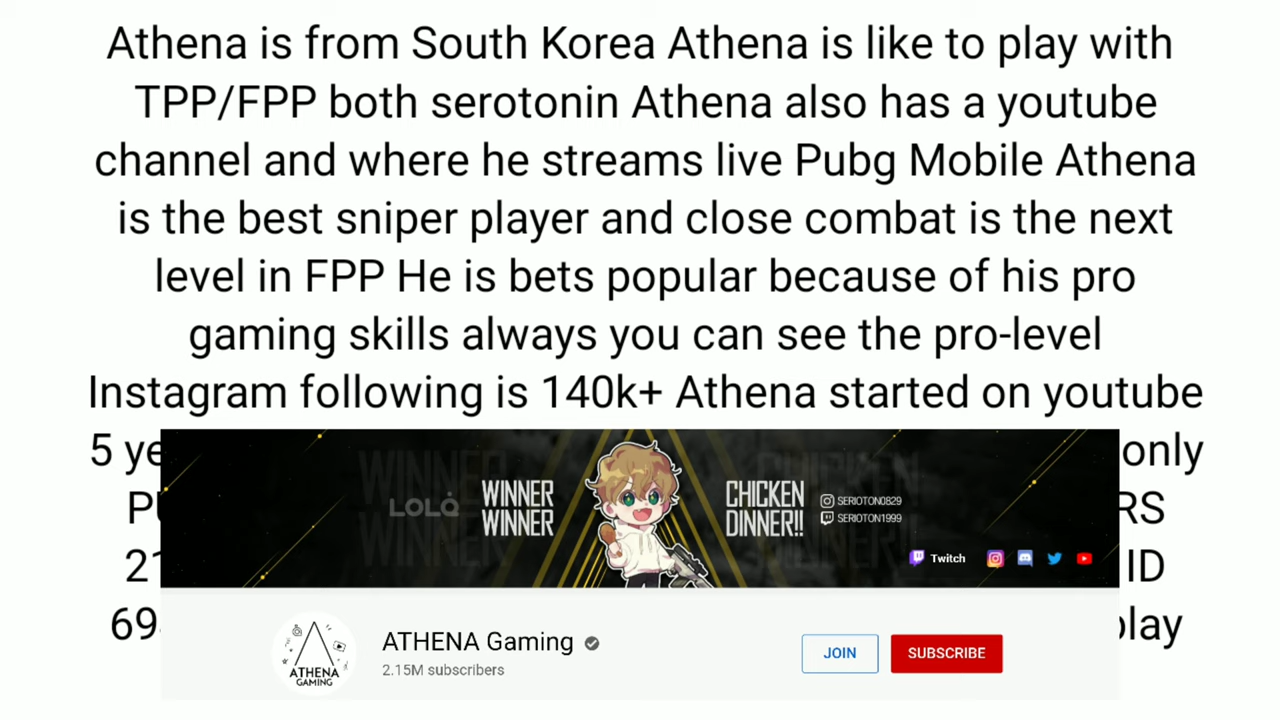 Athena is from South Korea Athena is like to play with
TPP/FPP both serotonin Athena also has a youtube
channel and where he streams live Pubg Mobile Athena
is the best sniper player and close combat is the next
level in FPP He is bets popular because of his pro
gaming skills always you can see the pro-level
Instagram following is 140k+ Athena started on youtube
5 only
ID
WINNER CHICKEN
LOLO WINNER WINNER CHICKEN DINNER!!
SERIOTON0829
SERIOTON1999
Twitch
ATHENA Gaming
2.15M subscribers
JOIN
SUBSCRIBE
ATHENA
GAMING